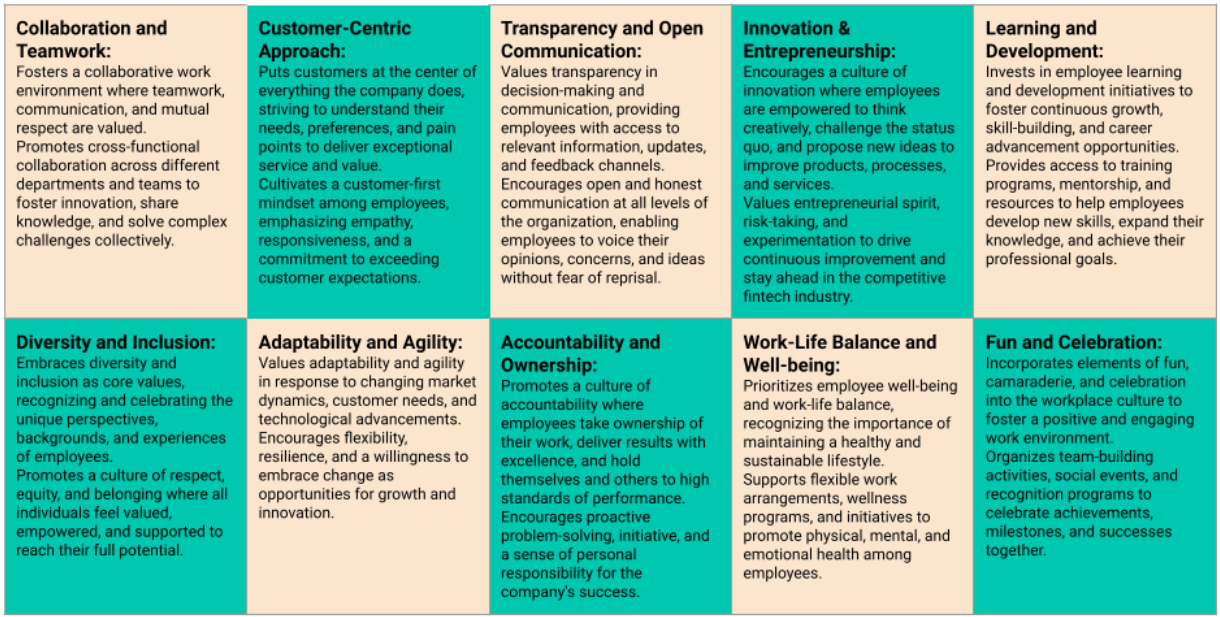 Collaboration and
Teamwork:
Fosters a collaborative work
environment where teamwork,
communication, and mutual
respect are valued.
Promotes cross-functional
collaboration across different
departments and teams to
foster innovation, share
knowledge, and solve complex
challenges collectively.
Customer-Centric
Approach:
Puts customers at the center of
everything the company does,
striving to understand their
needs, preferences, and pain
points to deliver exceptional
service and value.
Cultivates a customer-first
mindset among employees,
emphasizing empathy,
responsiveness, and a
commitment to exceeding
customer expectations.
Transparency and Open
Communication:
Values transparency in
decision-making and
communication, providing
employees with access to
relevant information, updates,
and feedback channels.
Encourages open and honest
communication at all levels of
the organization, enabling
employees to voice their
opinions, concerns, and ideas
without fear of reprisal.
Innovation &
Entrepreneurship:
Encourages a culture of
innovation where employees
are empowered to think
creatively, challenge the status
quo, and propose new ideas to
improve products, processes,
and services.
Values entrepreneurial spirit,
risk-taking, and
experimentation to drive
continuous improvement and
stay ahead in the competitive
fintech industry.
Learning and
Development:
Invests in employee learning
and development initiatives to
foster continuous growth,
skill-building, and career
advancement opportunities.
Provides access to training
programs, mentorship, and
resources to help employees
develop new skills, expand their
knowledge, and achieve their
professional goals.
Diversity and Inclusion:
Embraces diversity and
inclusion as core values,
recognizing and celebrating the
unique perspectives,
backgrounds, and experiences
of employees.
Promotes a culture of respect,
equity, and belonging where all
individuals feel valued,
empowered, and supported to
reach their full potential.
Adaptability and Agility:
Values adaptability and agility
in response to changing market
dynamics, customer needs, and
technological advancements.
Encourages flexibility,
resilience, and a willingness to
embrace change as
opportunities for growth and
innovation.
Accountability and
Ownership:
Promotes a culture of
accountability where
employees take ownership of
their work, deliver results with
excellence, and hold
themselves and others to high
standards of performance.
Encourages proactive
problem-solving, initiative, and
a sense of personal
responsibility for the
company's success.
Work-Life Balance and
Well-being:
Prioritizes employee well-being
and work-life balance,
recognizing the importance of
maintaining a healthy and
sustainable lifestyle.
Supports flexible work
arrangements, wellness
programs, and initiatives to
promote physical, mental, and
emotional health among
employees.
Fun and Celebration:
Incorporates elements of fun,
camaraderie, and celebration
into the workplace culture to
foster a positive and engaging
work environment.
Organizes team-building
activities, social events, and
recognition programs to
celebrate achievements,
milestones, and successes
together.